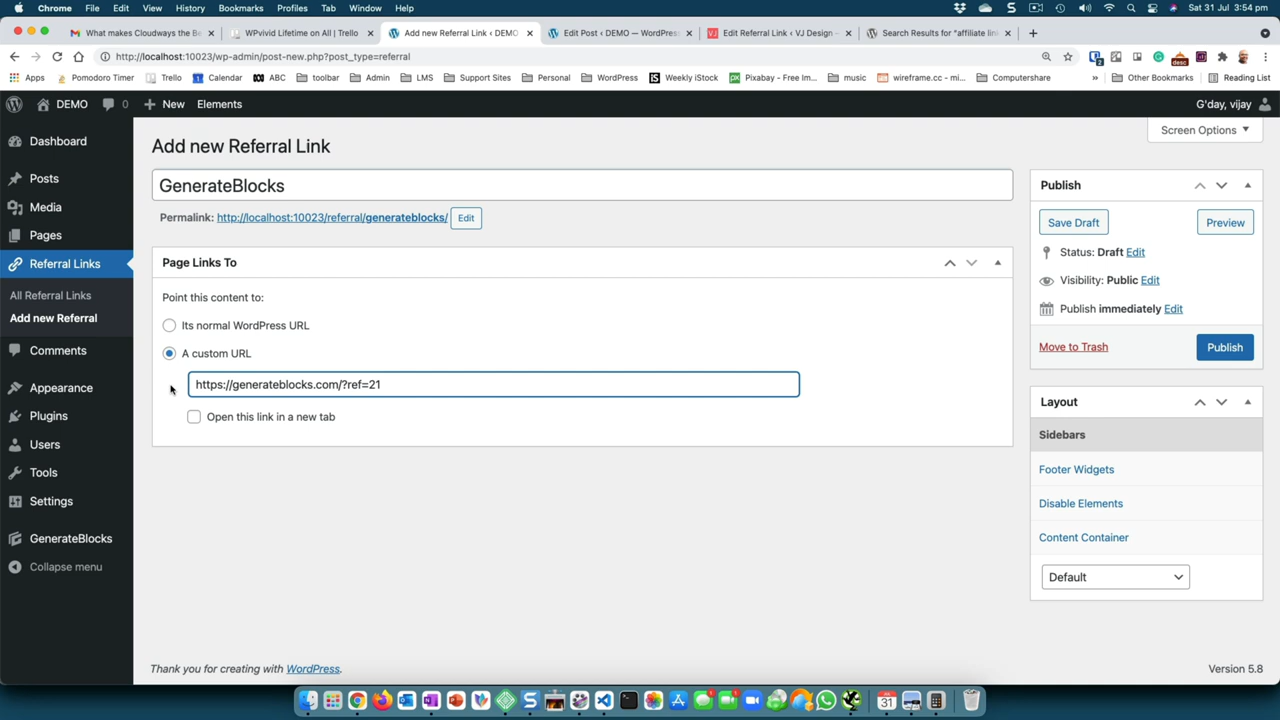 Chrome File Edit View History Bookmarks Profiles Tab Window Help
Sat 31 Jul 3:54 pm
What makes Cloudways the Be
WPvivid Lifetime on All | Trello
Add new Referral Link < DEMO
Edit Post < DEMO — WordPress
Edit Referral Link < VJ Design –
Search Results for "affiliate lin
http://localhost:10023/wp-admin/post-new.php?post_type=referral
Apps Pomodoro Timer Trello Calendar ABC toolbar Admin LMS Support Sites Personal WordPress Weekly iStock Pixabay - Free Im... music wireframe.cc - mi... Computershare » Other Bookmarks Reading List
DEMO 0 New Elements
G'day, vijay
Screen Options
Dashboard
Posts
Media
Pages
Referral Links
All Referral Links
Add new Referral
Comments
Appearance
Plugins
Users
Tools
Settings
GenerateBlocks
Collapse menu
Add new Referral Link
GenerateBlocks
Permalink: http://localhost:10023/referral/generateblocks/ Edit
Page Links To
Point this content to:
Its normal WordPress URL
A custom URL
https://generateblocks.com/?ref=21
Open this link in a new tab
Publish
Save Draft Preview
Status: Draft Edit
Visibility: Public Edit
Publish immediately Edit
Move to Trash Publish
Layout
Sidebars
Footer Widgets
Disable Elements
Content Container
Default
Thank you for creating with WordPress.
Version 5.8
31